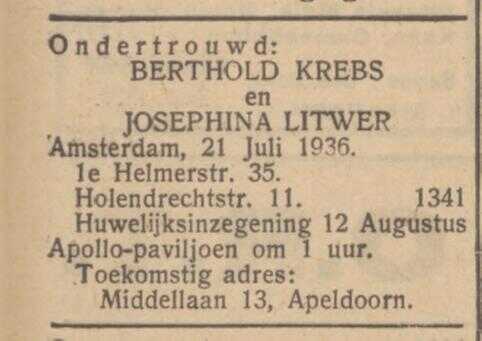 Ondertrouwd:
BERTHOLD KREBS
en
JOSEPHINA LITWER
Amsterdam, 21 Juli 1936.
1e Helmerstr. 35.
Holendrechtstr. 11. 1341
Huwelijksinzegening 12 Augustus
Apollo-paviljoen om 1 uur.
Toekomstig adres:
Middellaan 13, Apeldoorn.